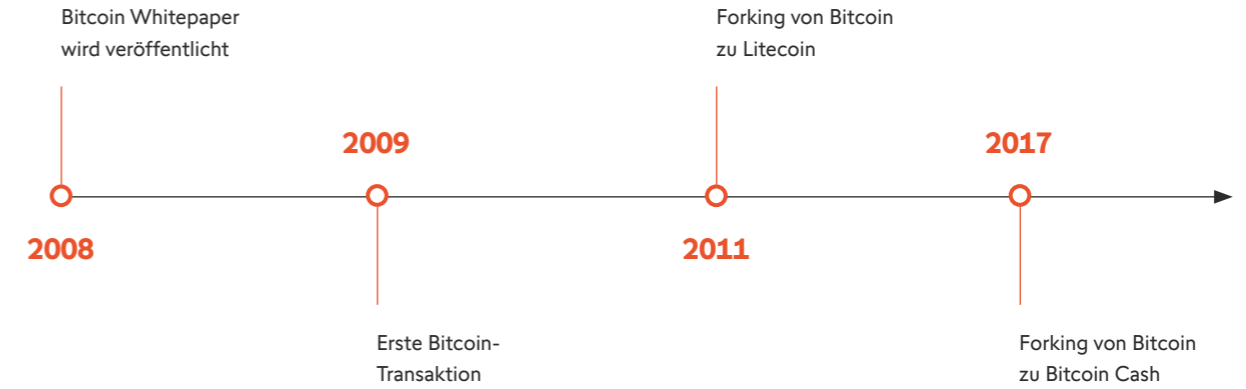 Bitcoin Whitepaper
wird veröffentlicht
2008
2009
Erste Bitcoin-
Transaktion
Forking von Bitcoin
zu Litecoin
2011
2017
Forking von Bitcoin
zu Bitcoin Cash